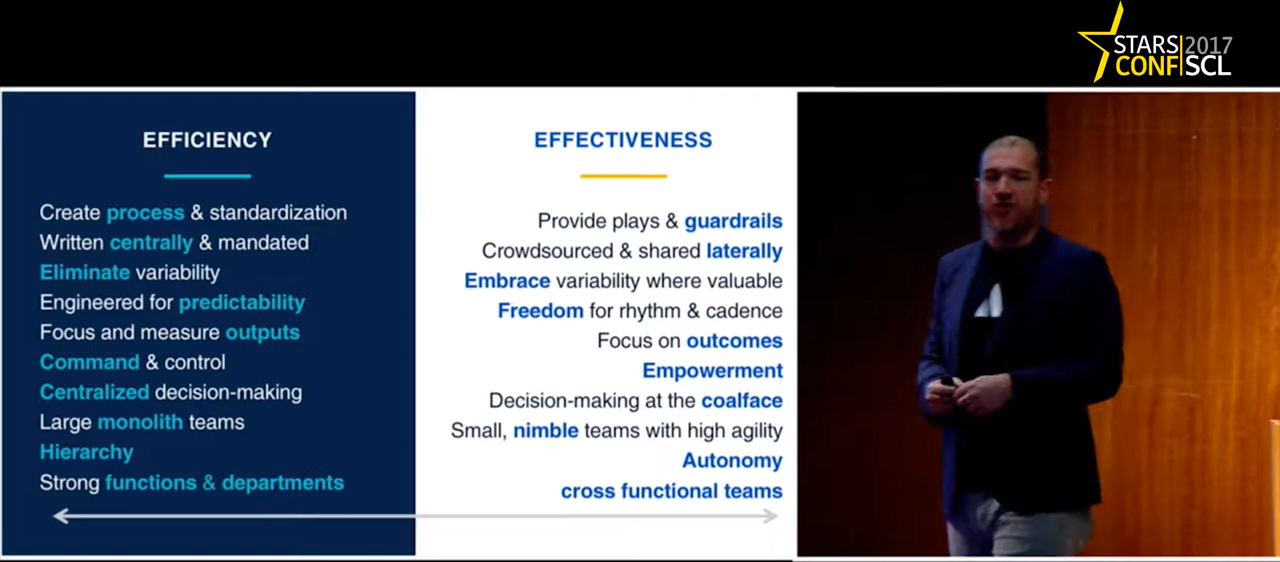 STARS 2017
CONF SCL
EFFICIENCY
Create process & standardization
Written centrally & mandated
Eliminate variability
Engineered for predictability
Focus and measure outputs
Command & control
Centralized decision-making
Large monolith teams
Hierarchy
Strong functions & departments
EFFECTIVENESS
Provide plays & guardrails
Crowdsourced & shared laterally
Embrace variability where valuable
Freedom for rhythm & cadence
Focus on outcomes
Empowerment
Decision-making at the coalface
Small, nimble teams with high agility
Autonomy
cross functional teams